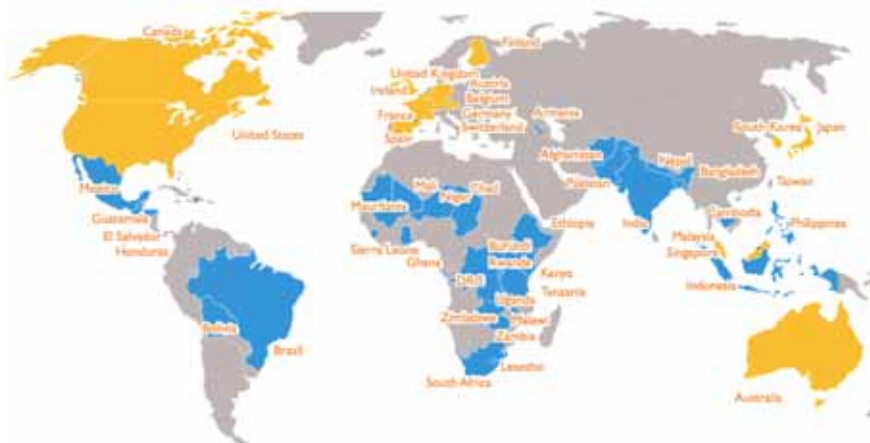 Canada
Finland
United Kingdom
Ireland
Austria
Belgium
France
Germany
Switzerland
Spain
Armenia
United States
South Korea
Japan
Afghanistan
Nepal
Bangladesh
Pakistan
Taiwan
Mexico
Mali
Chad
Niger
Mauritania
India
Cambodia
Philippines
Guatemala
El Salvador
Honduras
Ethiopia
Sierra Leone
Ghana
Burundi
Rwanda
Kenya
Malaysia
Singapore
DRC
Tanzania
Indonesia
Uganda
Zimbabwe
Malawi
Zambia
Bolivia
Brazil
Lesotho
South Africa
Australia